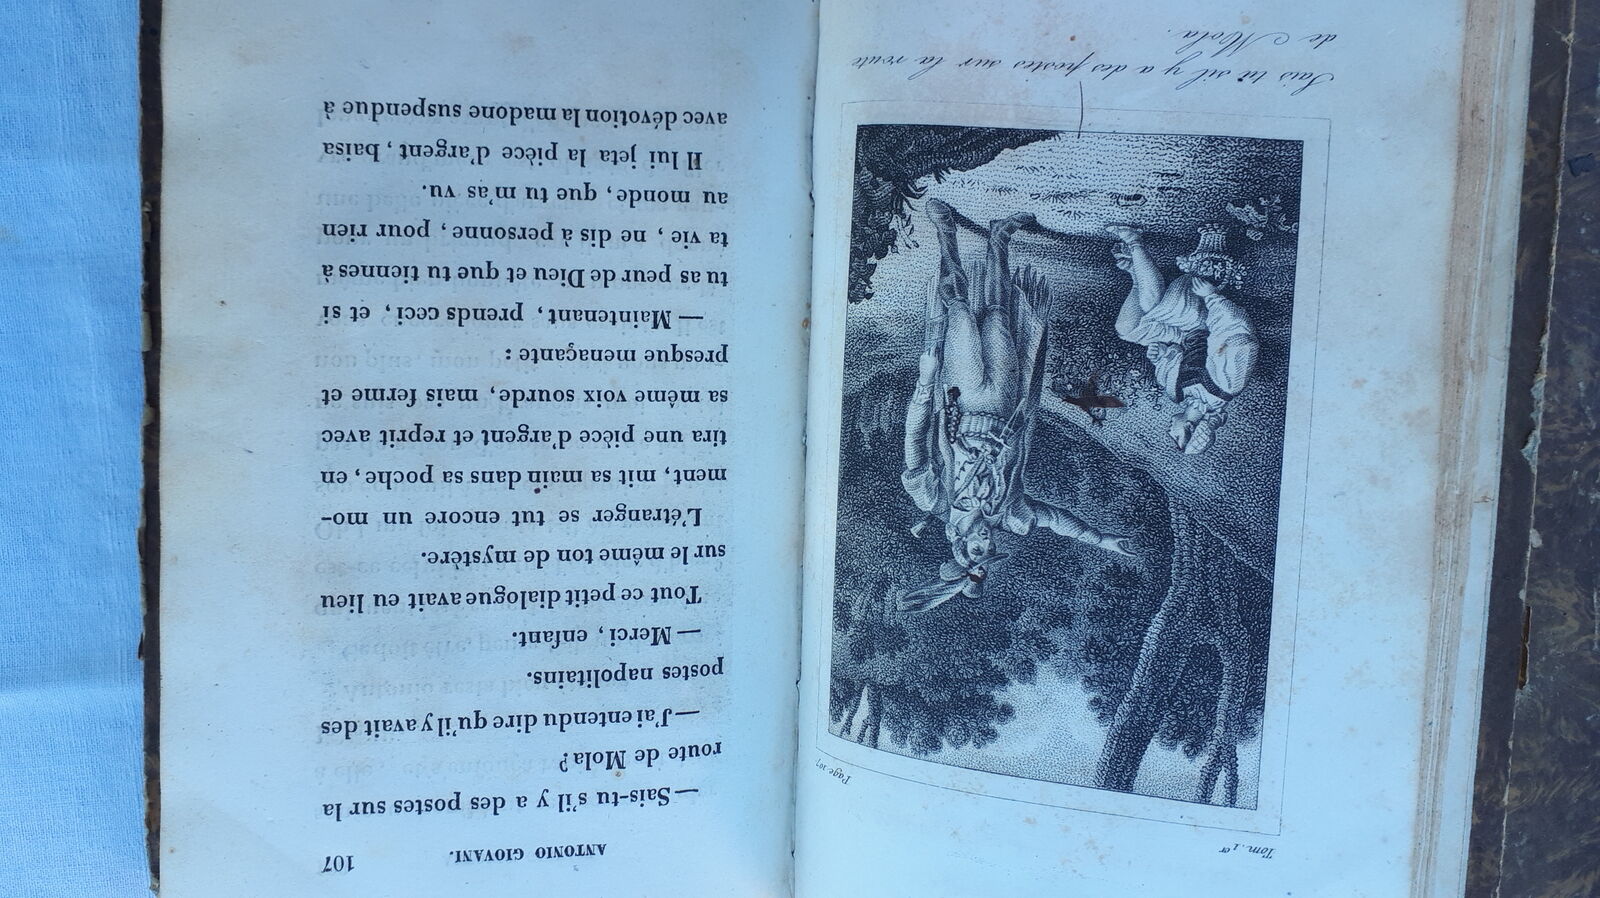 Tom. 1er
Page 107
Sais tu sil y a des postes sur la route
de Mola.
ANTONIO GIOVANI. 107
— Sais-tu s'il y a des postes sur la
route de Mola?
— J'ai entendu dire qu'il y avait des
postes napolitains.
— Merci, enfant.
Tout ce petit dialogue avait eu lieu
sur le même ton de mystère.
L'étranger se tut encore un mo-
ment, mit sa main dans sa poche, en
tira une pièce d'argent et reprit avec
sa même voix sourde, mais ferme et
presque menaçante :
— Maintenant, prends ceci, et si
tu as peur de Dieu et que tu tiennes à
ta vie, ne dis à personne, pour rien
au monde, que tu m'as vu.
Il lui jeta la pièce d'argent, baisa
avec dévotion la madone suspendue à